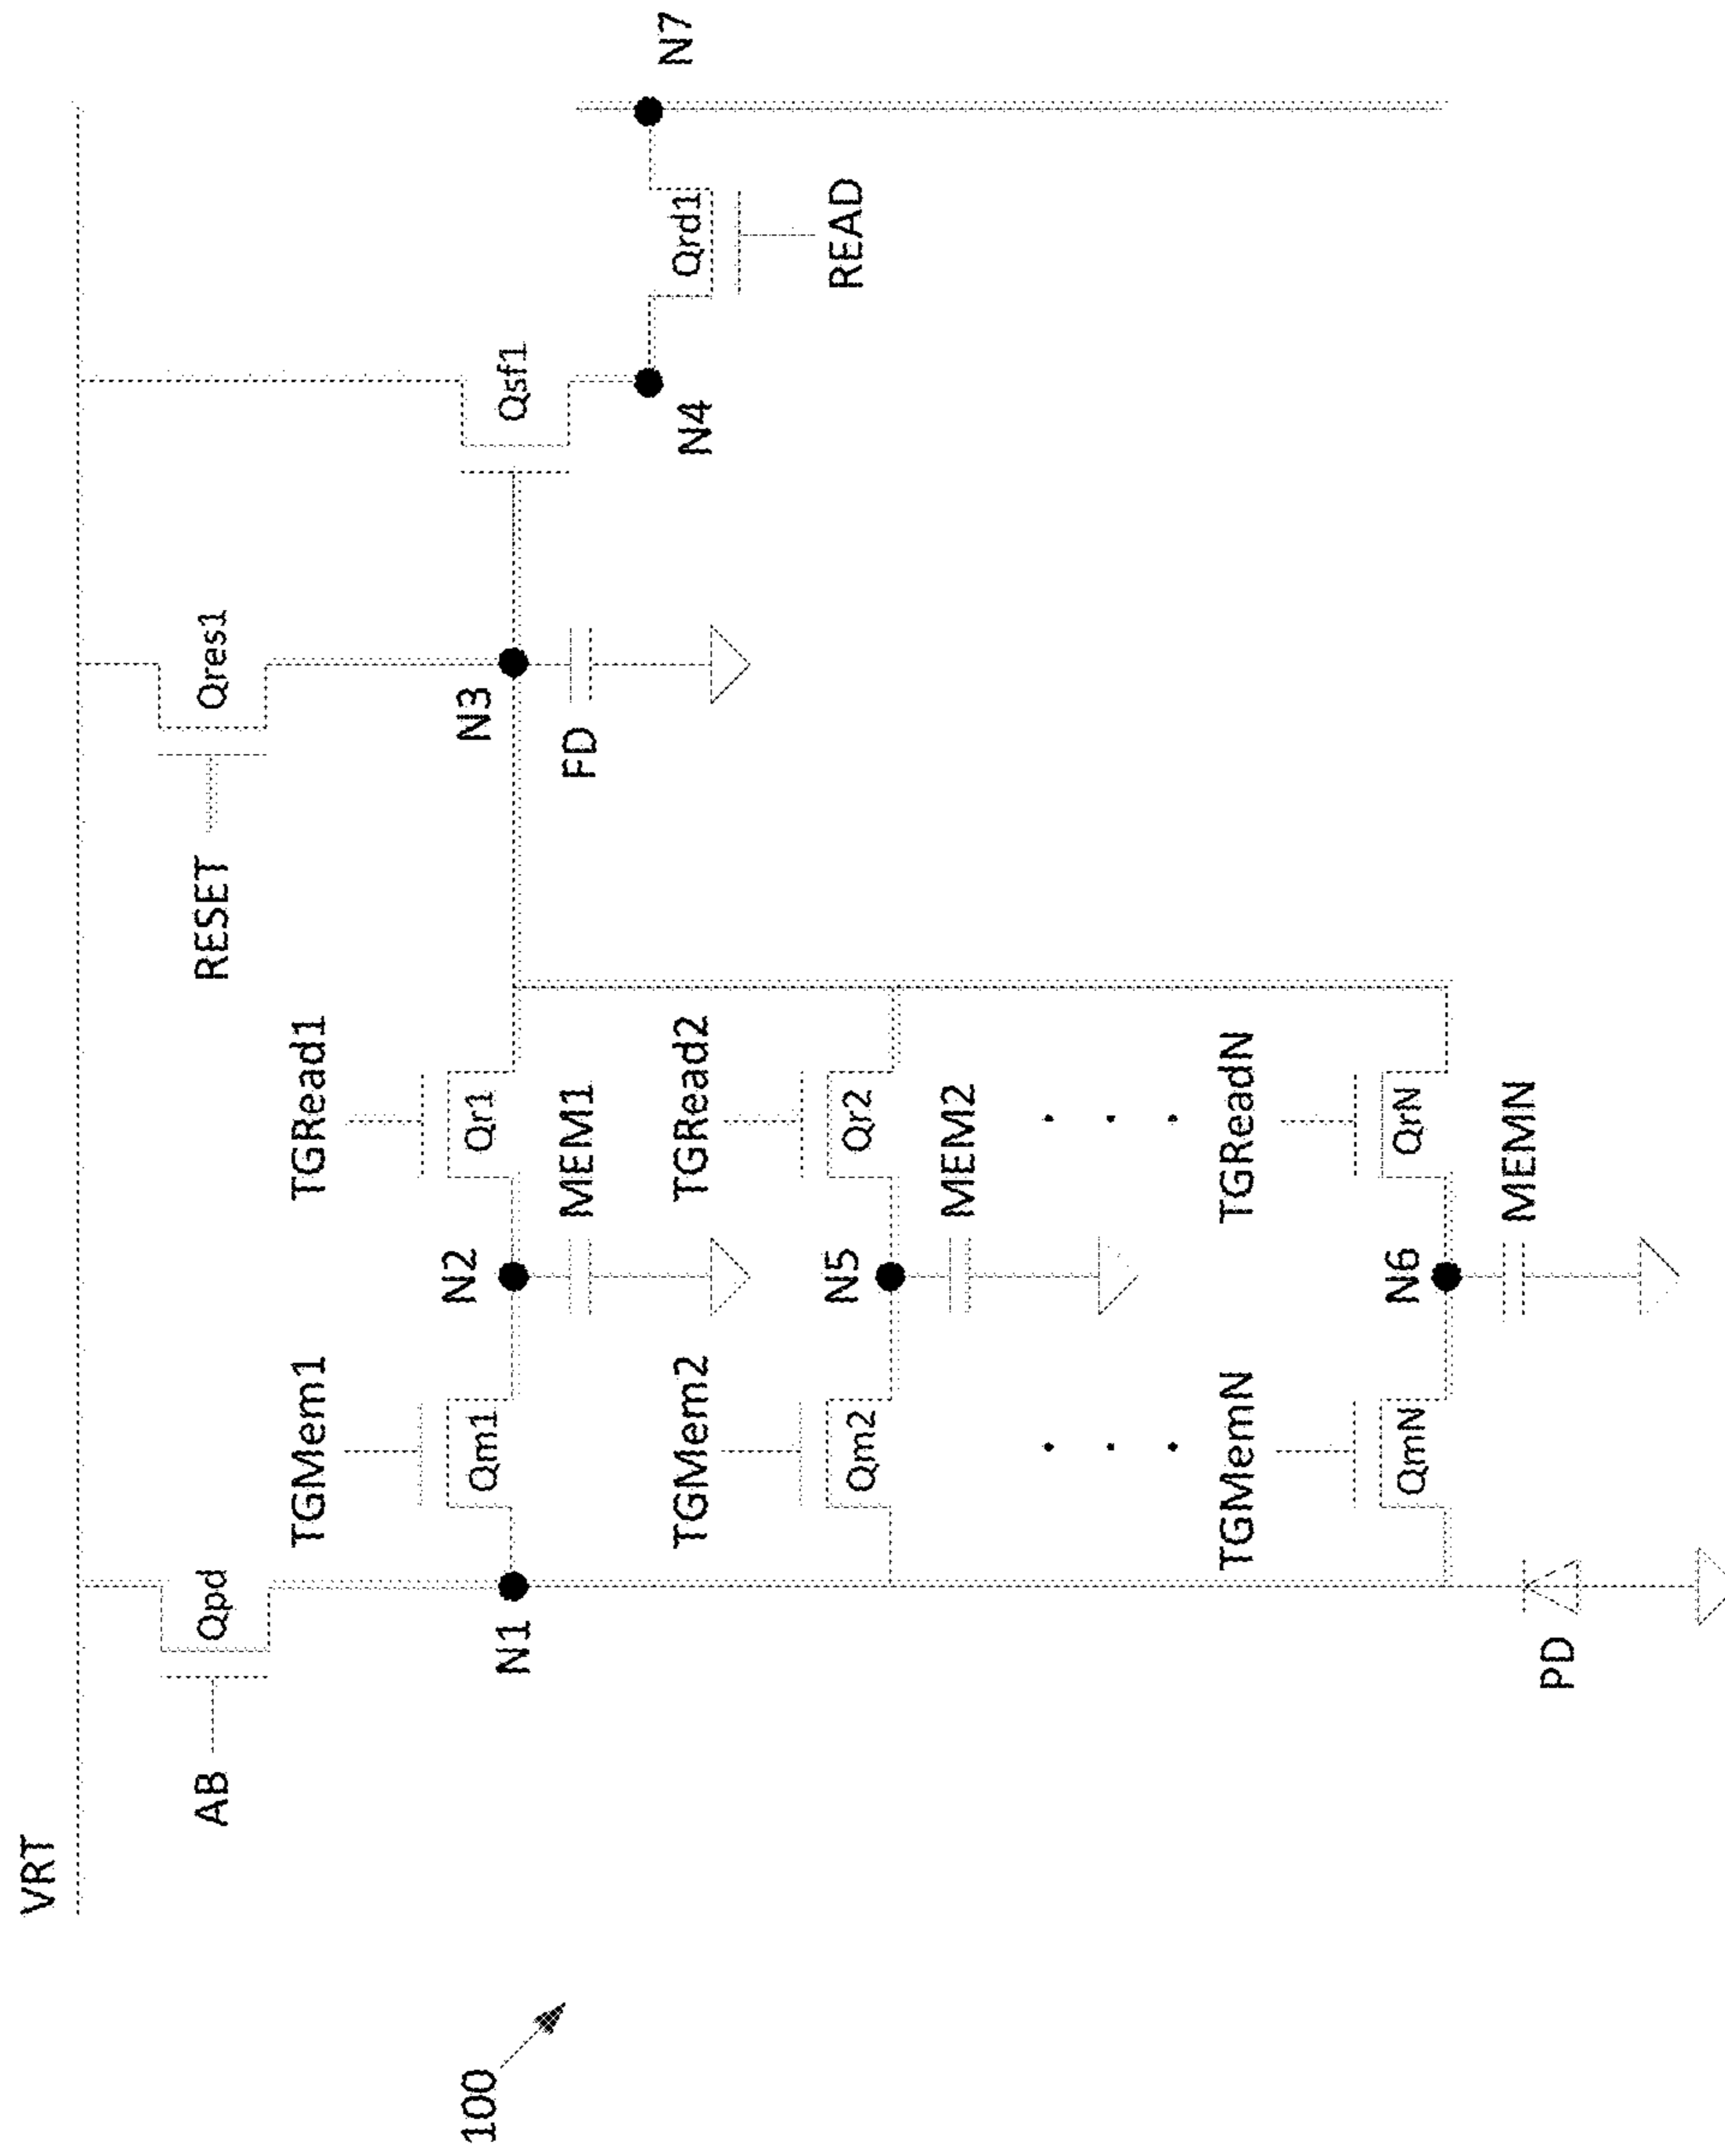 VRT
AB
Qpd
RESET
Qres1
TGMem1
TGRead1
Qm1
Qr1
N1
N2
MEM1
N3
FD
Qsf1
N4
Qrd1
READ
N7
TGMem2
TGRead2
Qm2
Qr2
N5
MEM2
TGMemN
TGReadN
QmN
QrN
N6
MEMN
PD
100